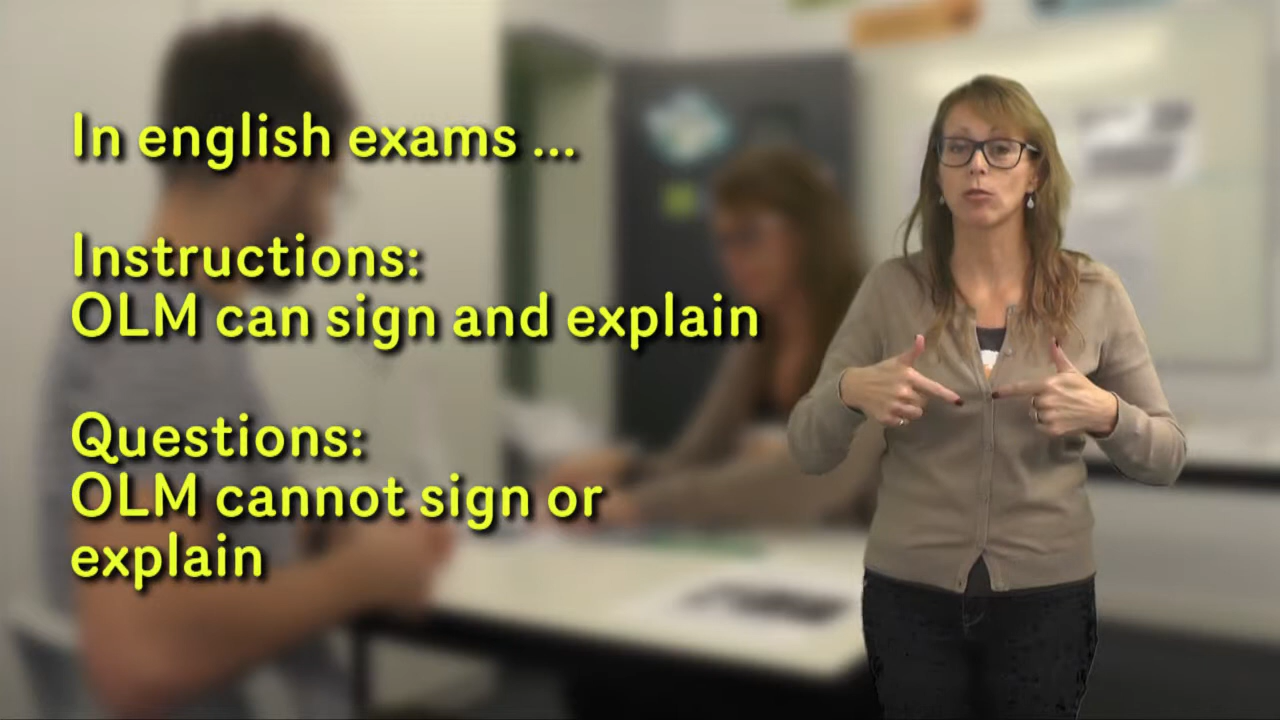 In english exams ...
Instructions:
OLM can sign and explain
Questions:
OLM cannot sign or
explain